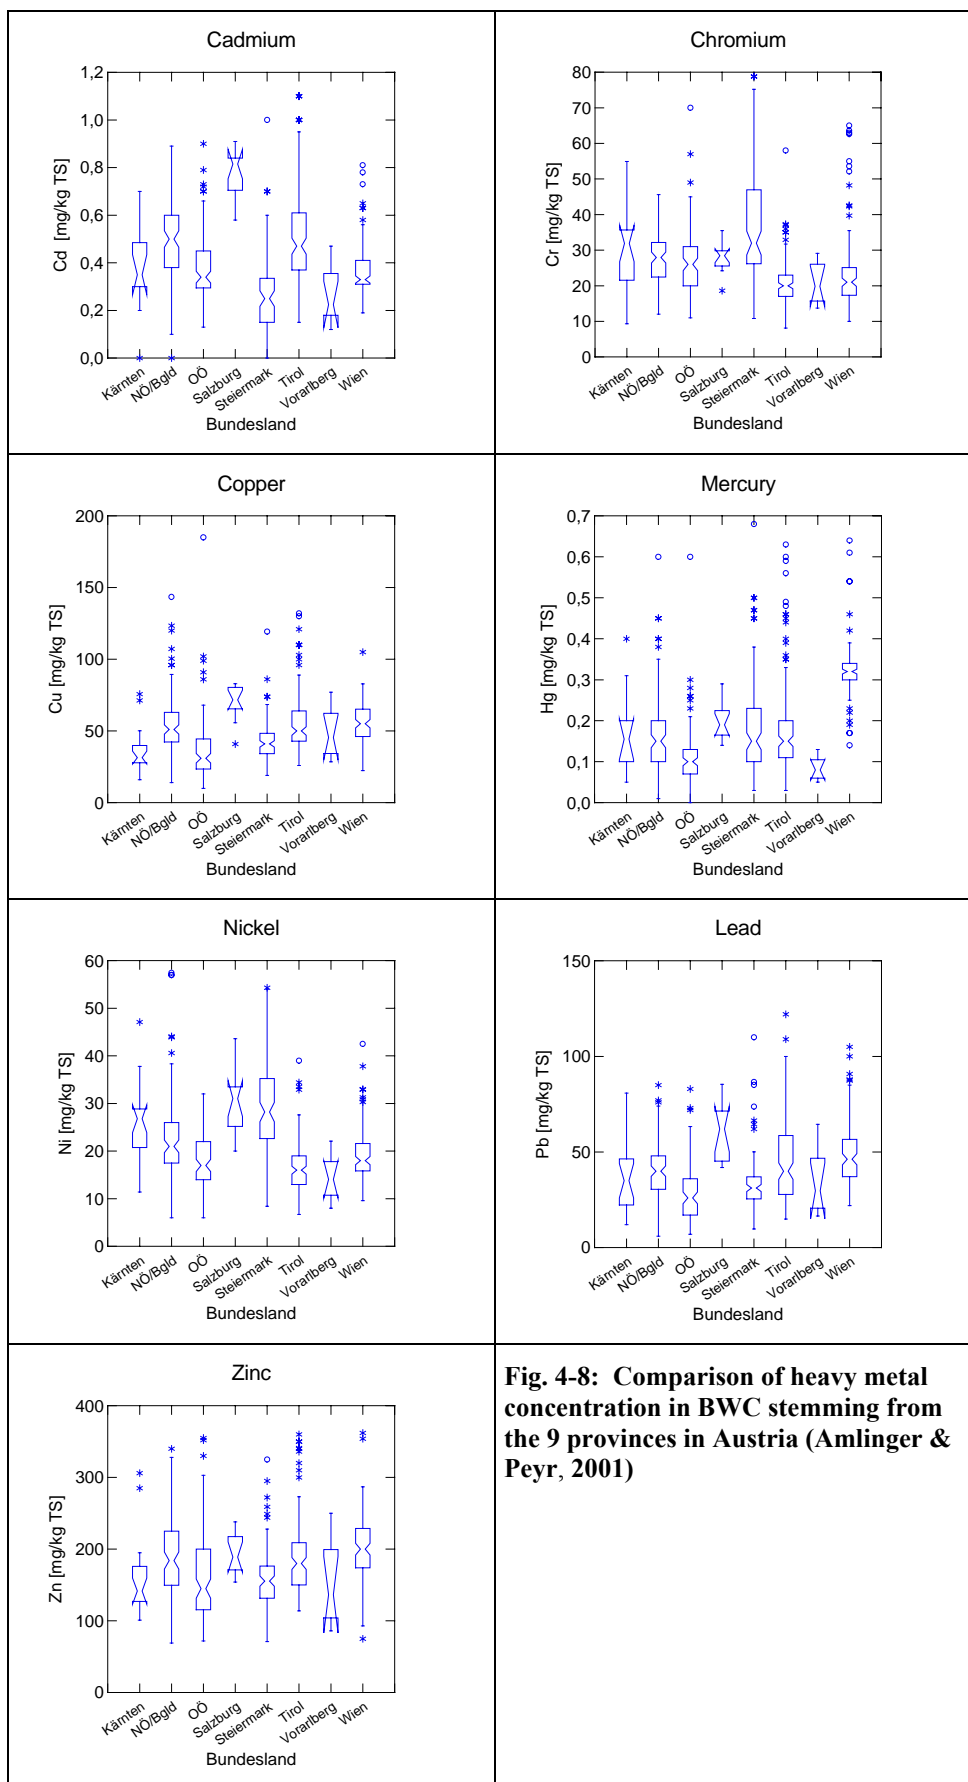 Cadmium
1,2
1,0
0,8
0,6
0,4
0,2
0,0
Cd [mg/kg TS]
Kärnten
NÖ/Bgld
OÖ
Salzburg
Steiermark
Tirol
Vorarlberg
Wien
Bundesland
Chromium
80
70
60
50
40
30
20
10
0
Cr [mg/kg TS]
Kärnten
NÖ/Bgld
OÖ
Salzburg
Steiermark
Tirol
Vorarlberg
Wien
Bundesland
Copper
200
150
100
50
0
Cu [mg/kg TS]
Kärnten
NÖ/Bgld
OÖ
Salzburg
Steiermark
Tirol
Vorarlberg
Wien
Bundesland
Mercury
0,7
0,6
0,5
0,4
0,3
0,2
0,1
0,0
Hg [mg/kg TS]
Kärnten
NÖ/Bgld
OÖ
Salzburg
Steiermark
Tirol
Vorarlberg
Wien
Bundesland
Nickel
60
50
40
30
20
10
0
Ni [mg/kg TS]
Kärnten
NÖ/Bgld
OÖ
Salzburg
Steiermark
Tirol
Vorarlberg
Wien
Bundesland
Lead
150
100
50
0
Pb [mg/kg TS]
Kärnten
NÖ/Bgld
OÖ
Salzburg
Steiermark
Tirol
Vorarlberg
Wien
Bundesland
Zinc
400
300
200
100
0
Zn [mg/kg TS]
Kärnten
NÖ/Bgld
OÖ
Salzburg
Steiermark
Tirol
Vorarlberg
Wien
Bundesland
Fig. 4-8: Comparison of heavy metal
concentration in BWC stemming from
the 9 provinces in Austria (Amlinger &
Peyr, 2001)